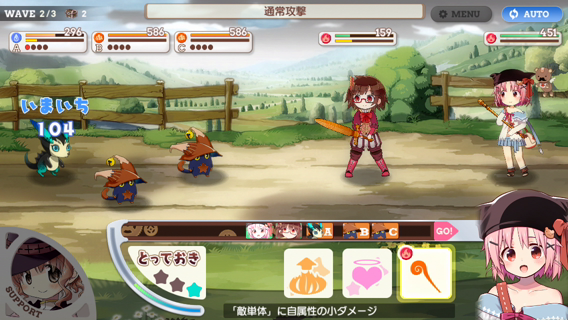 WAVE 2/3 2
通常攻撃
MENU
AUTO
296
586
586
A
B
C
159
451
いまいち
104
A B C GO!
とっておき
SUPPORT
「敵単体」に自属性の小ダメージ